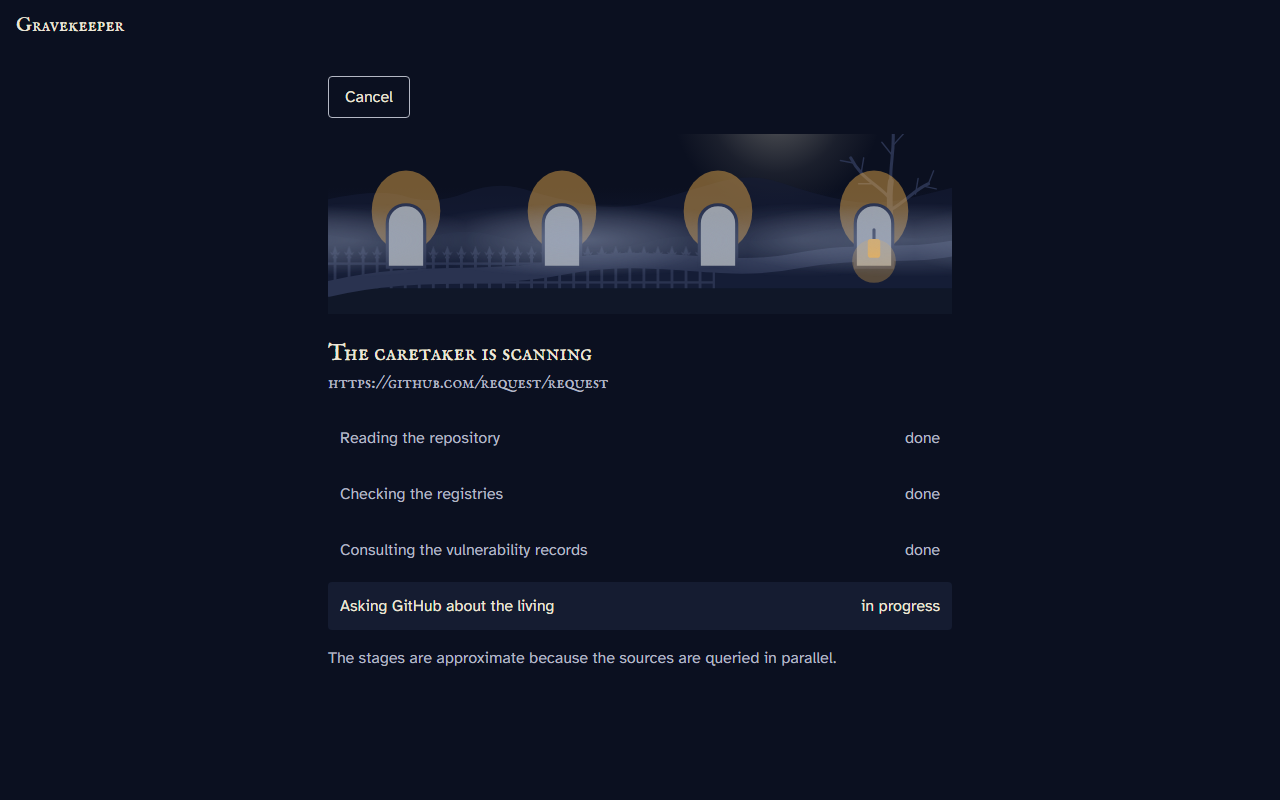 Gravekeeper
Cancel
The caretaker is scanning
https://github.com/request/request
Reading the repository done
Checking the registries done
Consulting the vulnerability records done
Asking GitHub about the living in progress
The stages are approximate because the sources are queried in parallel.